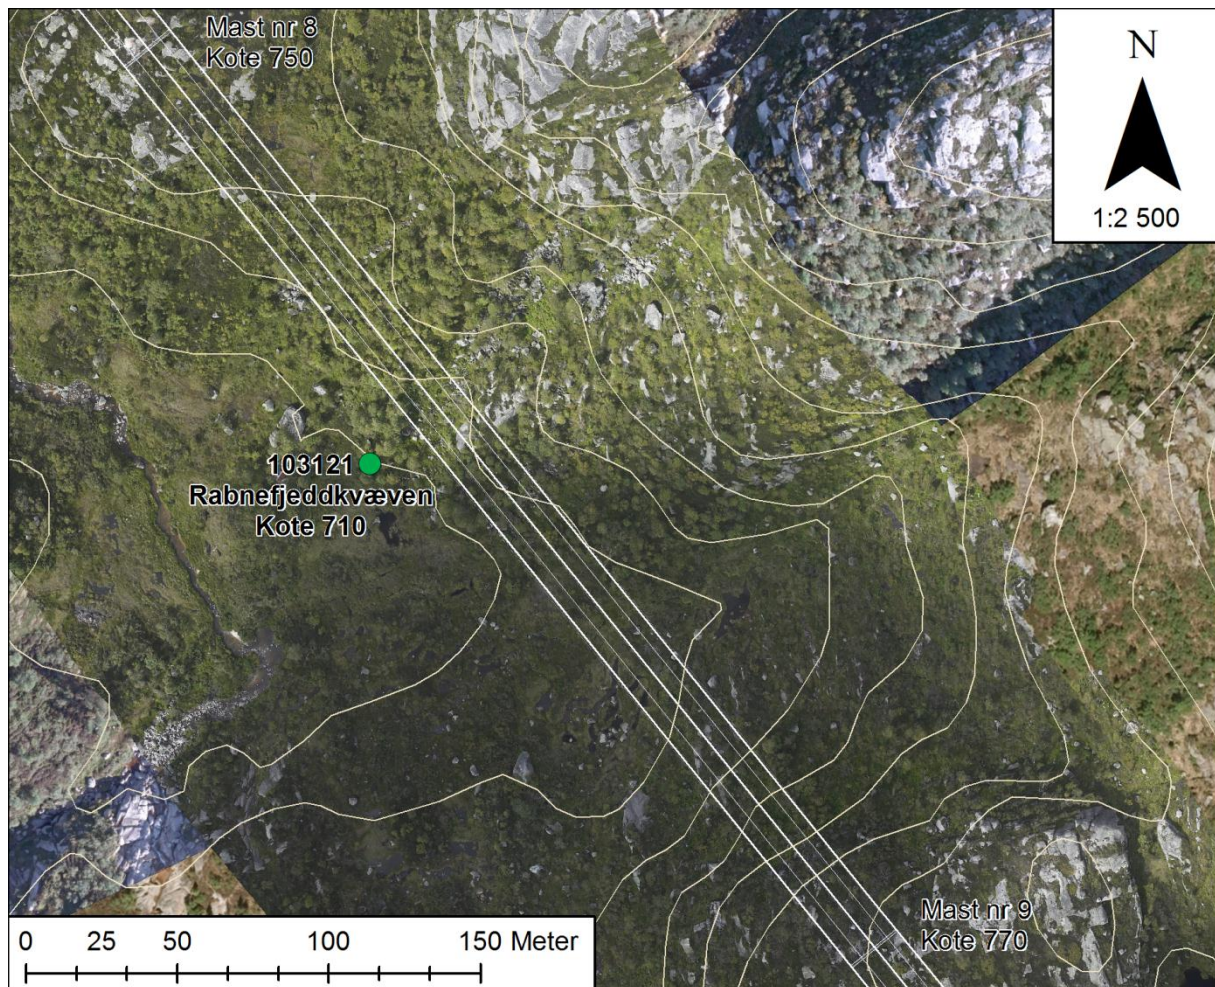 Mast nr 8
Kote 750
N
1:2 500
103121
Rabnefjeddkvæven
Kote 710
Mast nr 9
Kote 770
0 25 50 100 150 Meter